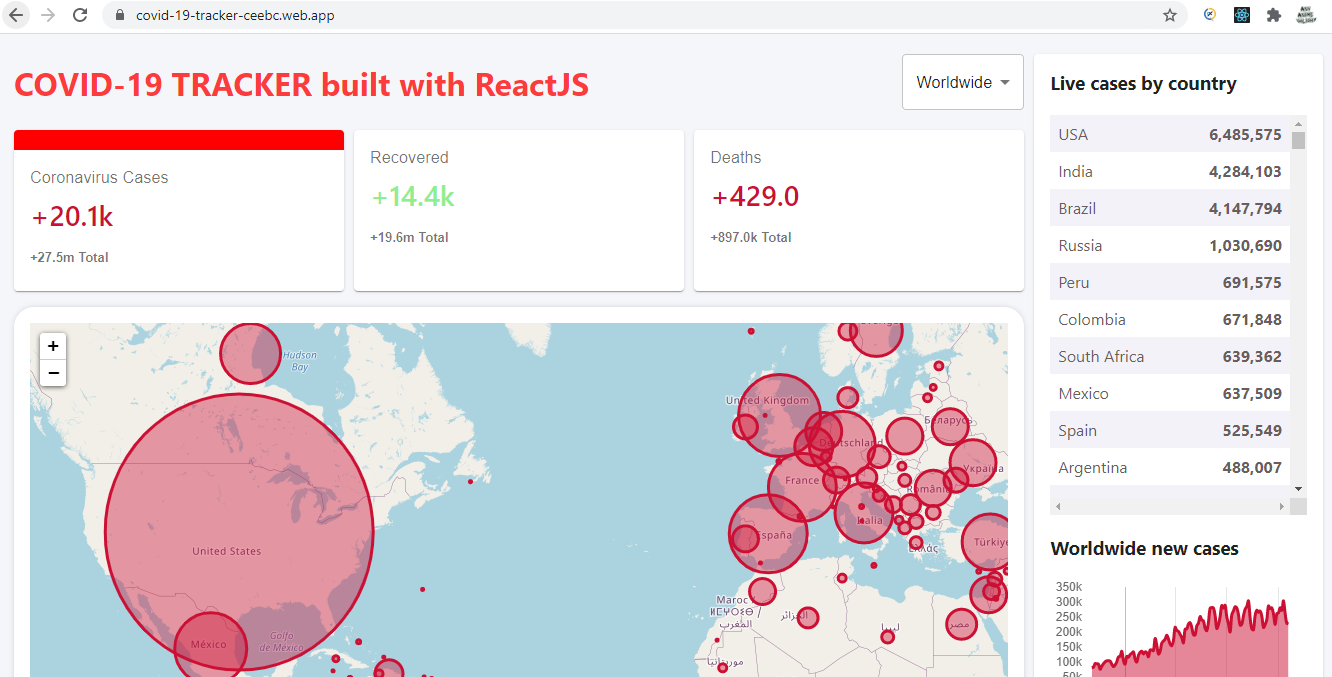 covid-19-tracker-ceebc.web.app
COVID-19 TRACKER built with ReactJS
Worldwide
Coronavirus Cases
+20.1k
+27.5m Total
Recovered
+14.4k
+19.6m Total
Deaths
+429.0
+897.0k Total
+
−
Hudson
Bay
United States
México
Golfo
de México
United Kingdom
Беларусь
Deutschland
Україна
France
România
Italia
España
Türkiye
Ελλάς
Maroc
ⵍⵎⵖⵔⵉⴱ /
المغرب
الجزائر
ليبيا
مصر
موريتانيا
Live cases by country
USA 6,485,575
India 4,284,103
Brazil 4,147,794
Russia 1,030,690
Peru 691,575
Colombia 671,848
South Africa 639,362
Mexico 637,509
Spain 525,549
Argentina 488,007
Worldwide new cases
350k
300k
250k
200k
150k
100k
50k